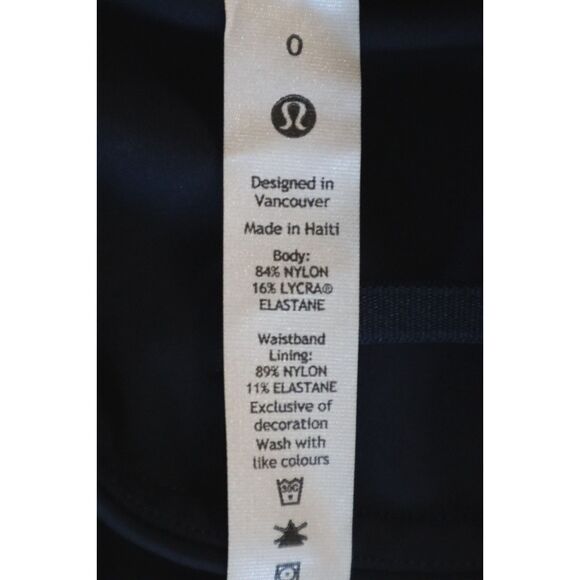 0
Designed in
Vancouver
Made in Haiti
Body:
84% NYLON
16% LYCRA®
ELASTANE
Waistband
Lining:
89% NYLON
11% ELASTANE
Exclusive of
decoration
Wash with
like colours
30C